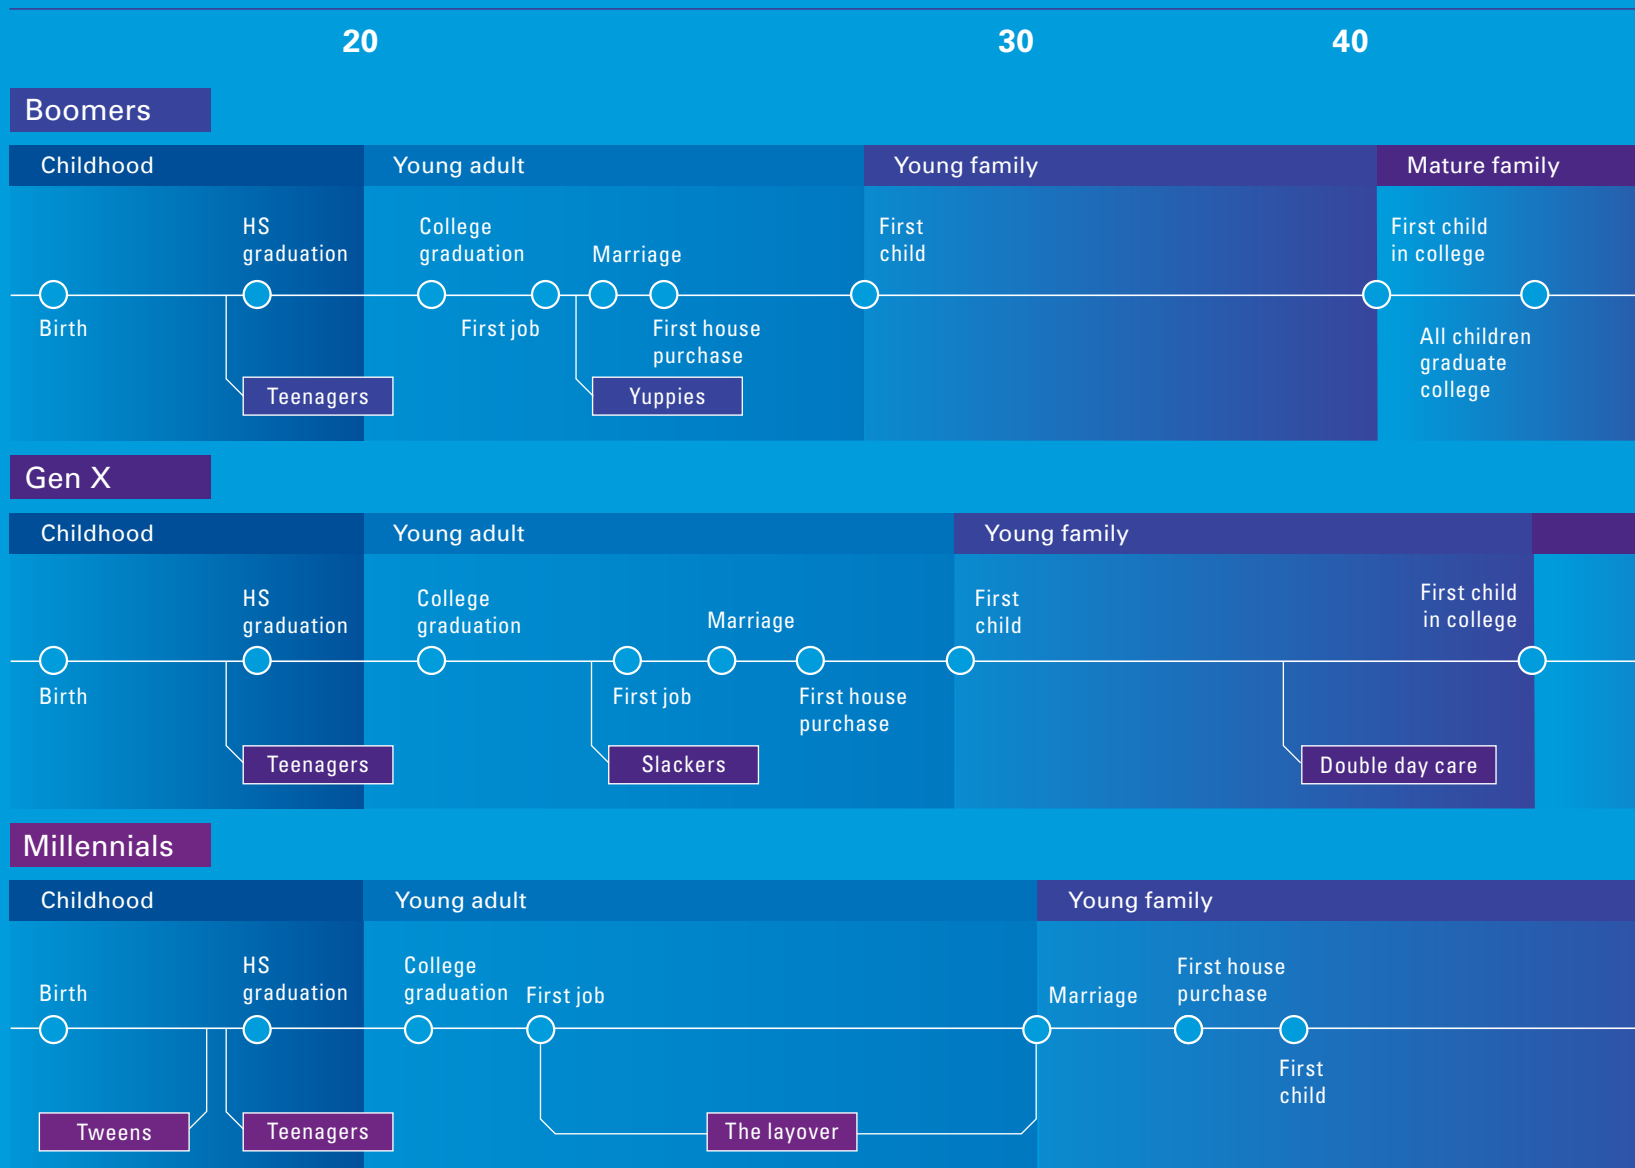 20 30 40
Boomers
Childhood Young adult Young family Mature family
HS
graduation
College
graduation
Marriage
First
child
First child
in college
Birth
First job
First house
purchase
All children
graduate
college
Teenagers
Yuppies
Gen X
Childhood Young adult Young family
HS
graduation
College
graduation
Marriage
First
child
First child
in college
Birth
First job
First house
purchase
Teenagers
Slackers
Double day care
Millennials
Childhood Young adult Young family
Birth
HS
graduation
College
graduation
First job
Marriage
First house
purchase
First
child
Tweens
Teenagers
The layover